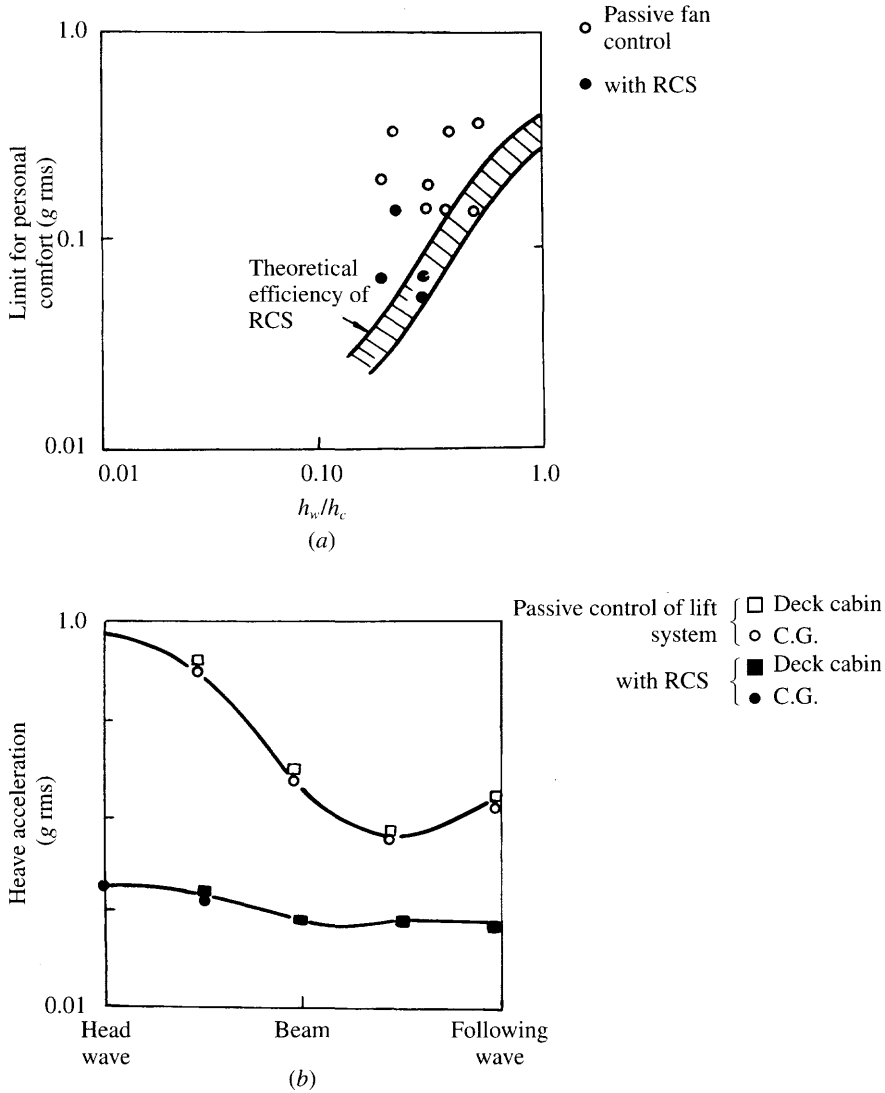 Passive fan
control
with RCS
1.0
0.1
0.01
Limit for personal
comfort (g rms)
Theoretical
efficiency of
RCS
0.01
0.10
1.0
h_w/h_c
(a)
Passive control of lift
system
Deck cabin
C.G.
with RCS
Deck cabin
C.G.
1.0
0.01
Heave acceleration
(g rms)
Head
wave
Beam
Following
wave
(b)